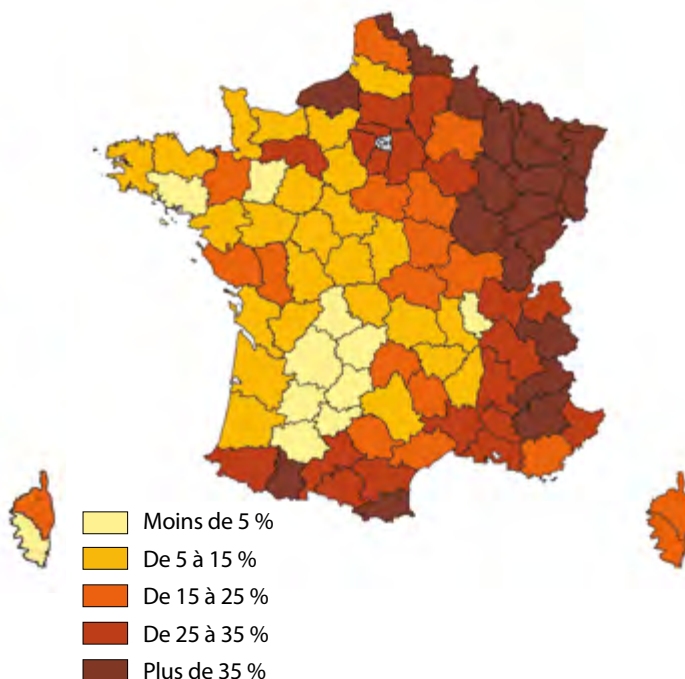 Moins de 5 %
De 5 à 15 %
De 15 à 25 %
De 25 à 35 %
Plus de 35 %